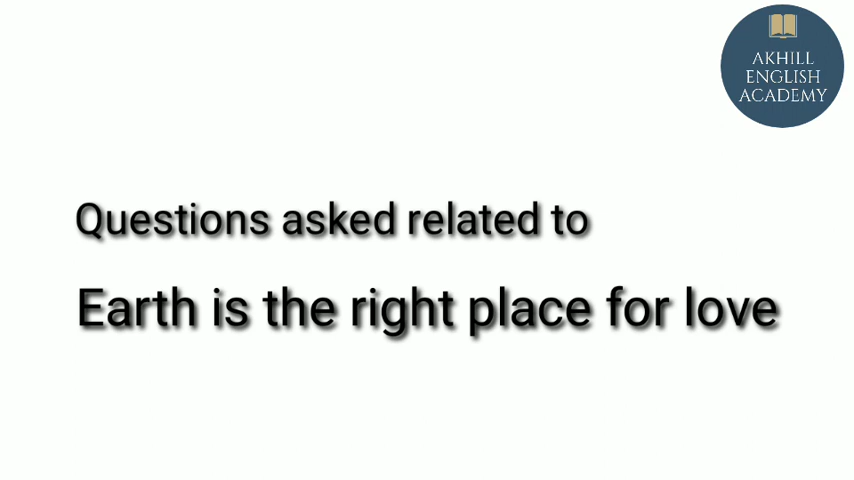 AKHILL
ENGLISH
ACADEMY
Questions asked related to
Earth is the right place for love